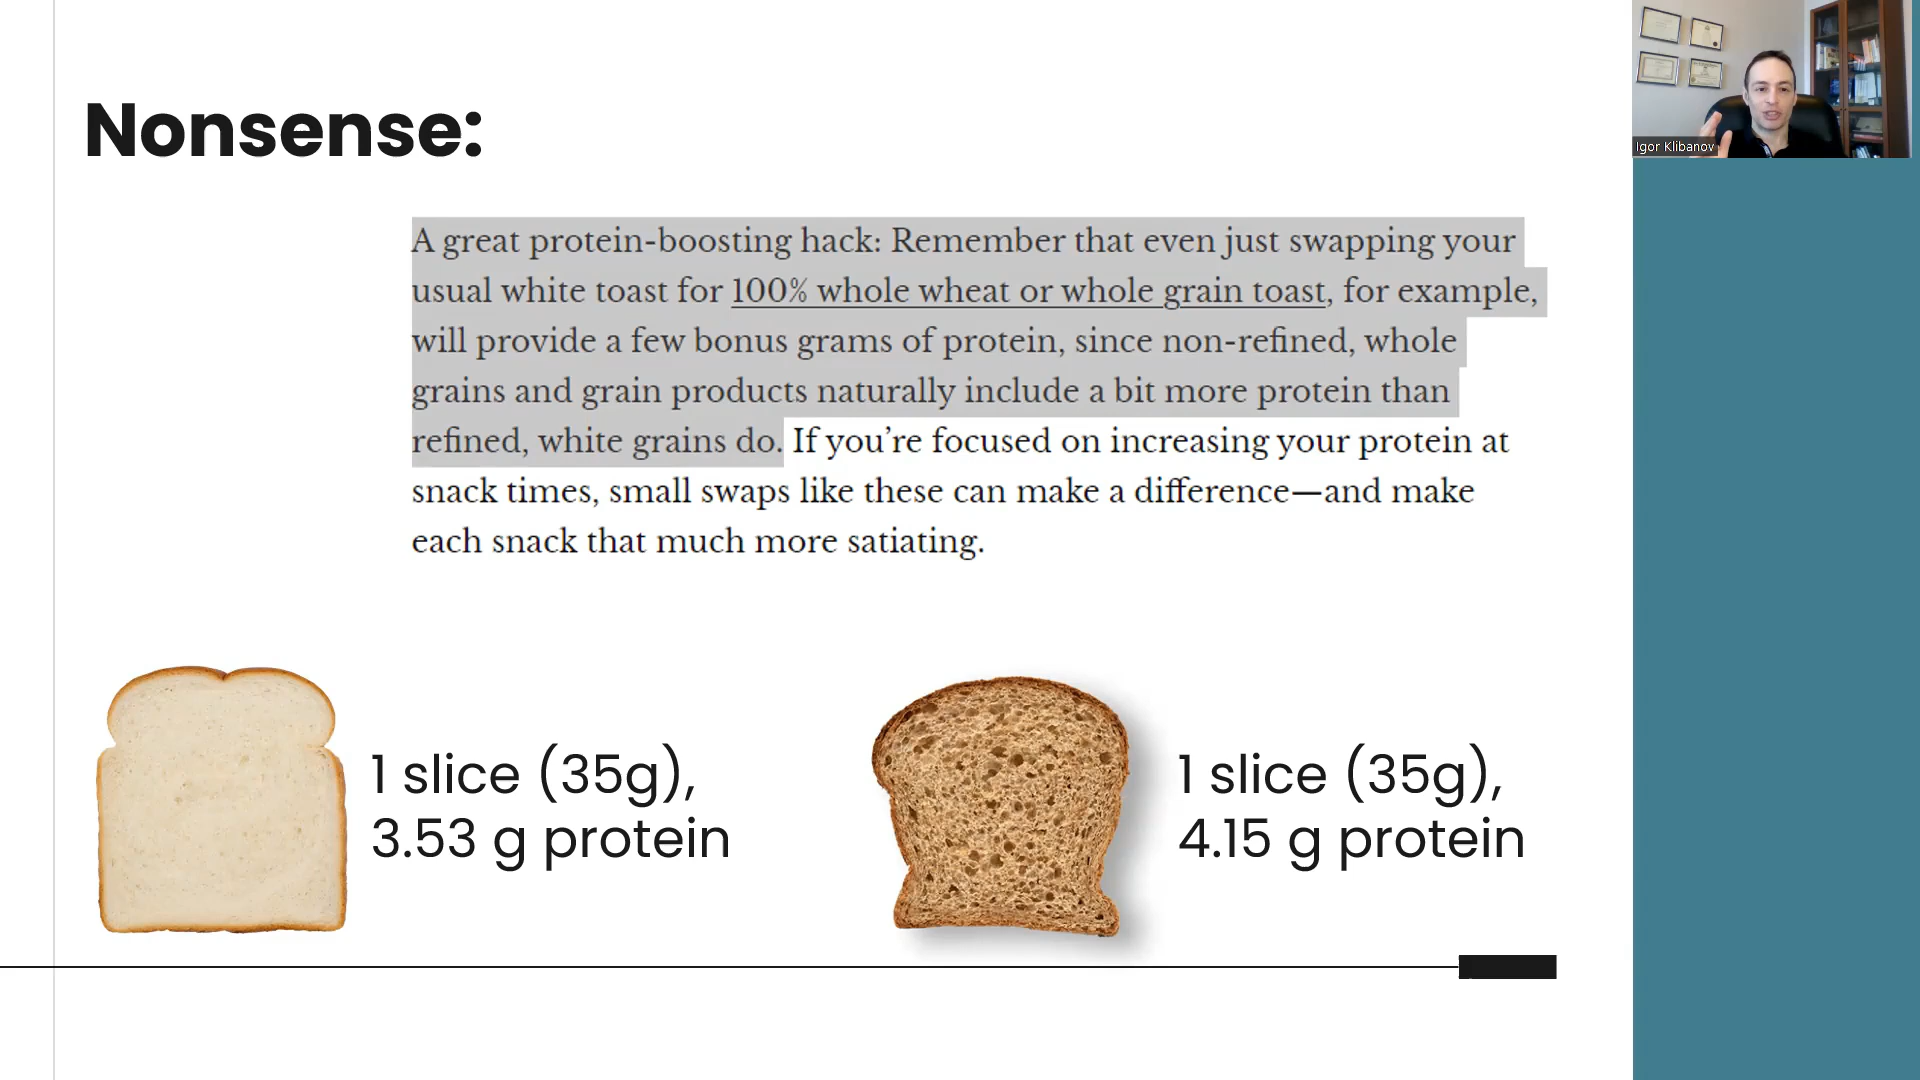 Nonsense:
A great protein-boosting hack: Remember that even just swapping your
usual white toast for 100% whole wheat or whole grain toast, for example,
will provide a few bonus grams of protein, since non-refined, whole
grains and grain products naturally include a bit more protein than
refined, white grains do. If you’re focused on increasing your protein at
snack times, small swaps like these can make a difference—and make
each snack that much more satiating.
1 slice (35g),
3.53 g protein
1 slice (35g),
4.15 g protein
Igor Klibanov